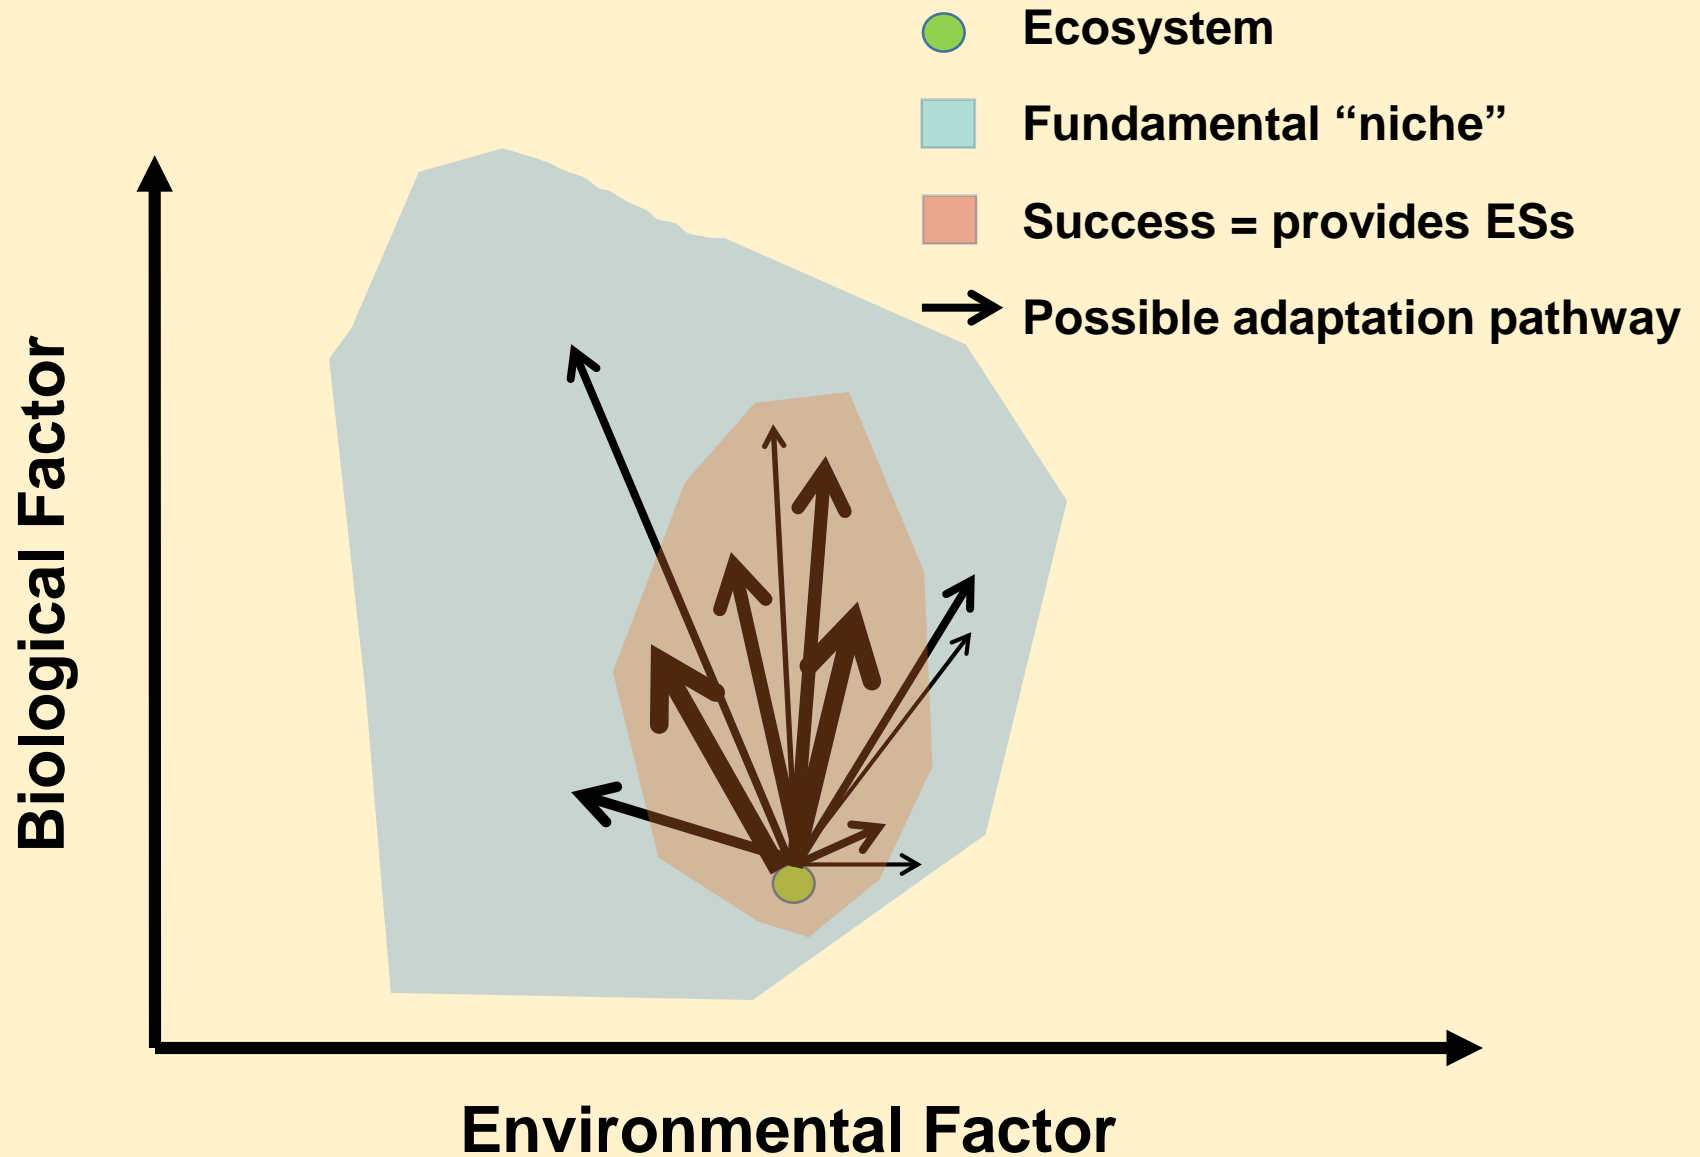 Ecosystem
Fundamental “niche”
Success = provides ESs
Possible adaptation pathway
Biological Factor
Environmental Factor